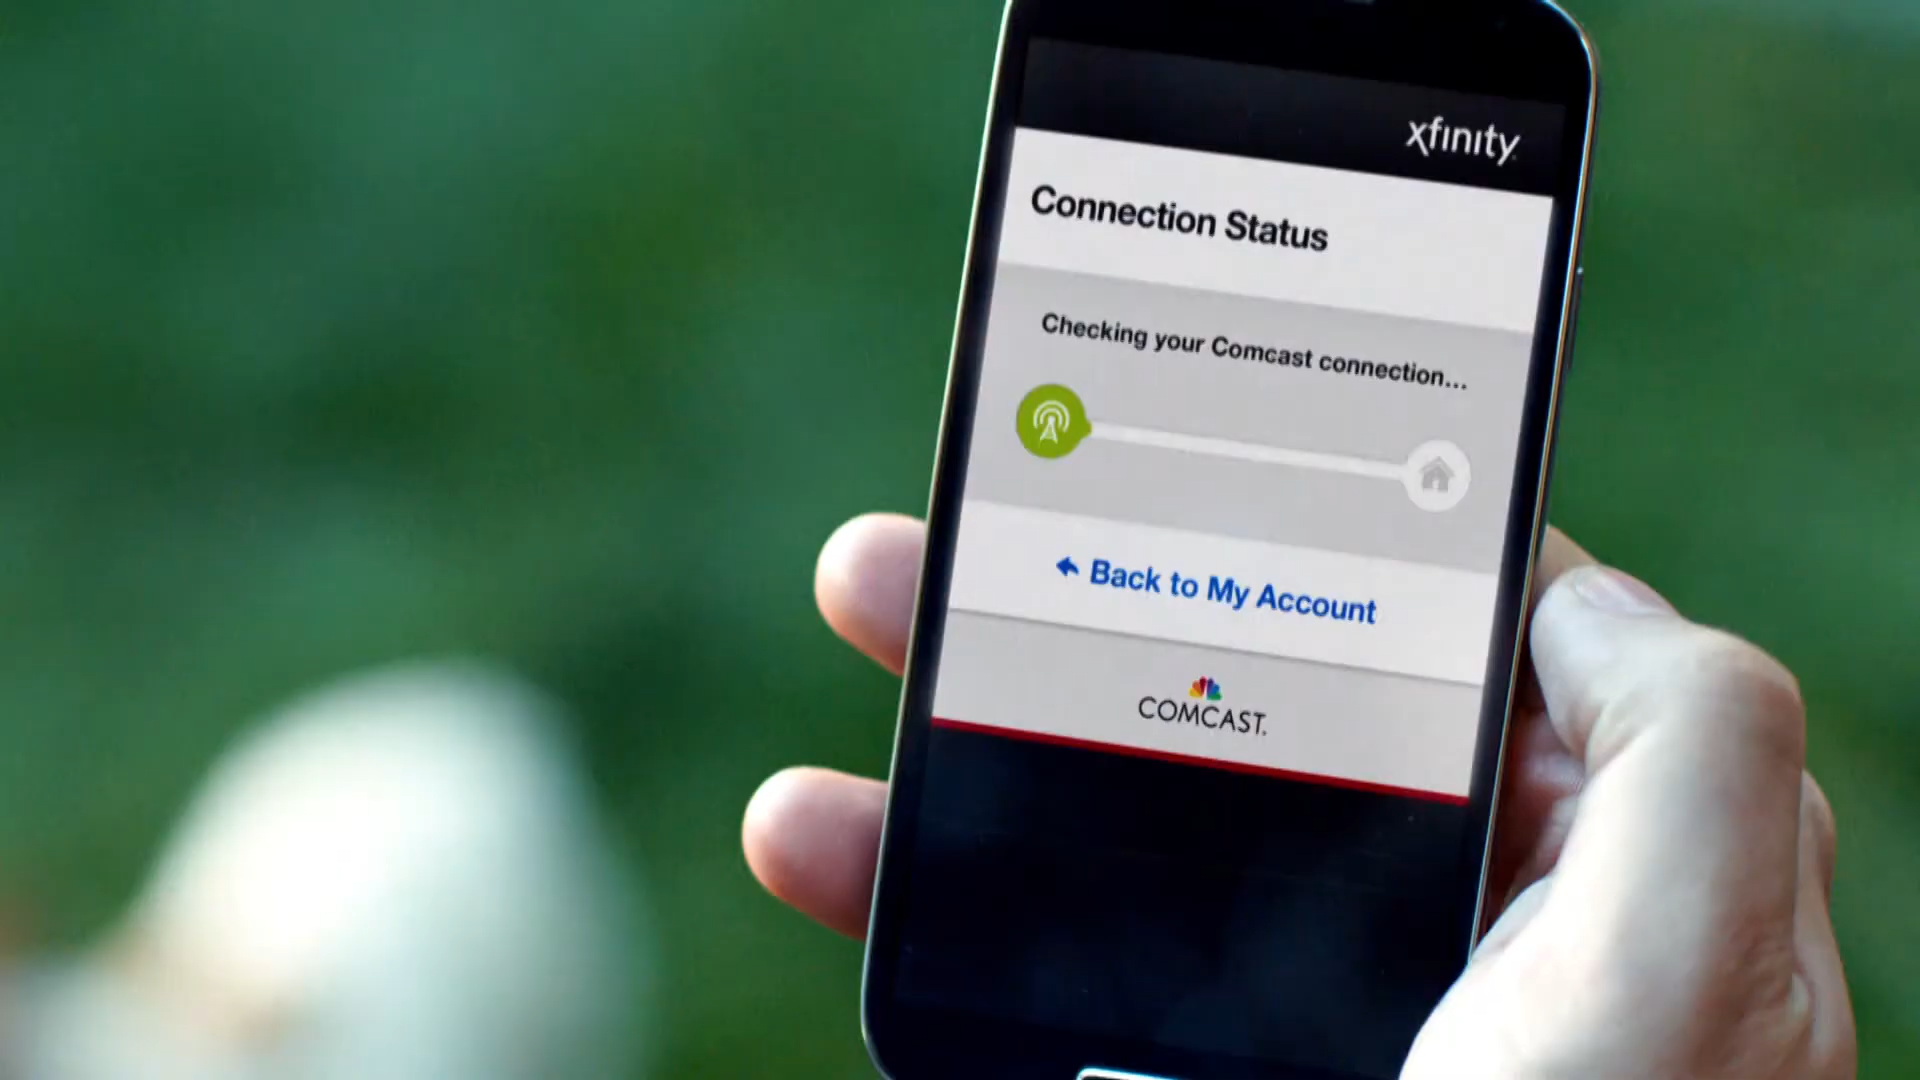 xfinity
Connection Status
Checking your Comcast connection...
Back to My Account
COMCAST.